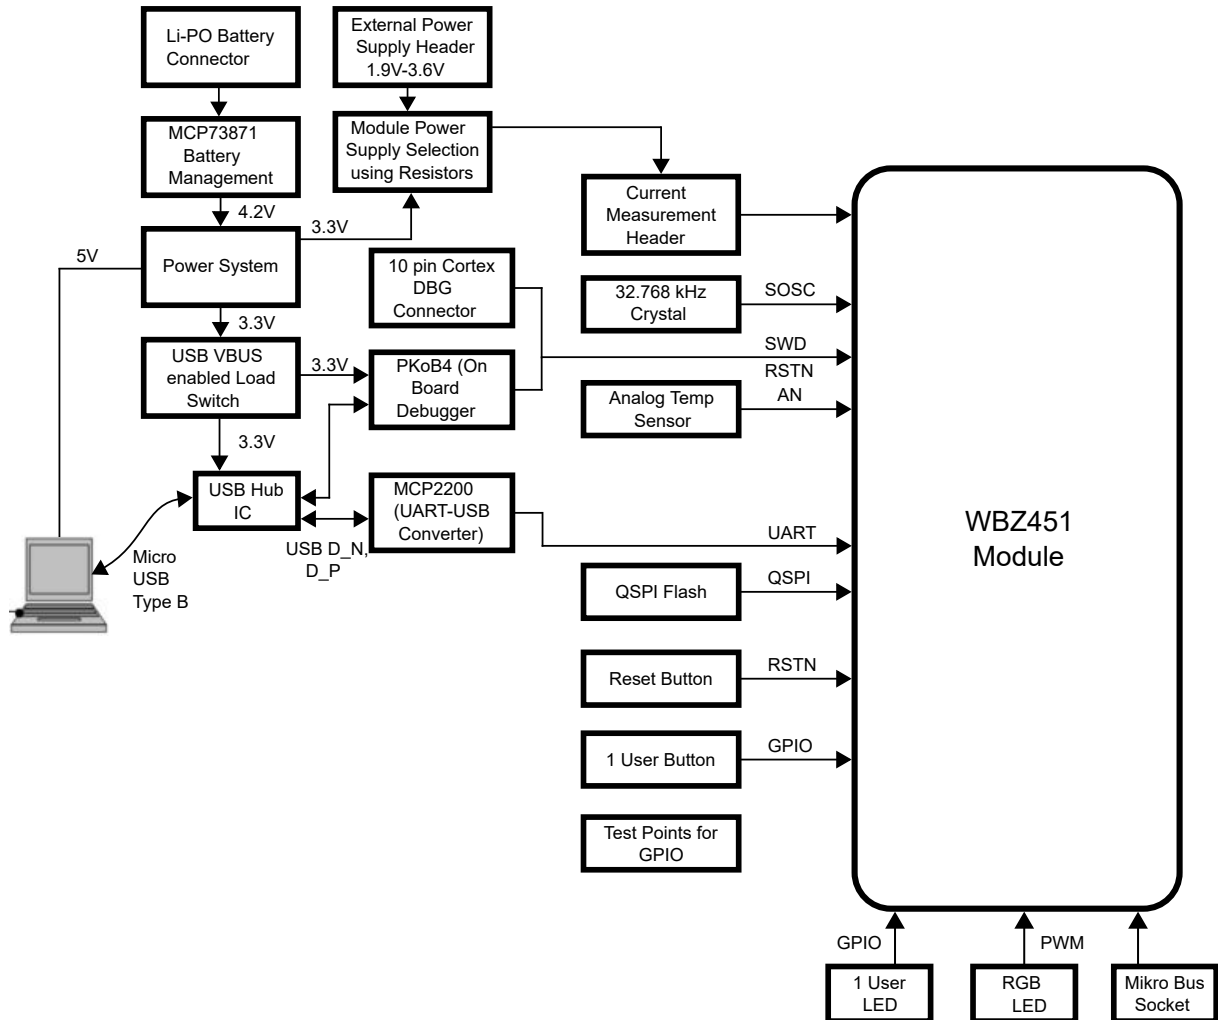 Li-PO Battery
Connector
External Power
Supply Header
1.9V-3.6V
MCP73871
Battery
Management
Module Power
Supply Selection
using Resistors
4.2V
3.3V
5V
Power System
Current
Measurement
Header
10 pin Cortex
DBG
Connector
32.768 kHz
Crystal
SOSC
3.3V
USB VBUS
enabled Load
Switch
3.3V
PKoB4 (On
Board
Debugger
SWD
RSTN
AN
Analog Temp
Sensor
3.3V
USB Hub
IC
MCP2200
(UART-USB
Converter)
USB D_N,
D_P
Micro
USB
Type B
UART
WBZ451
Module
QSPI Flash
QSPI
Reset Button
RSTN
1 User Button
GPIO
Test Points for
GPIO
GPIO
PWM
1 User
LED
RGB
LED
Mikro Bus
Socket